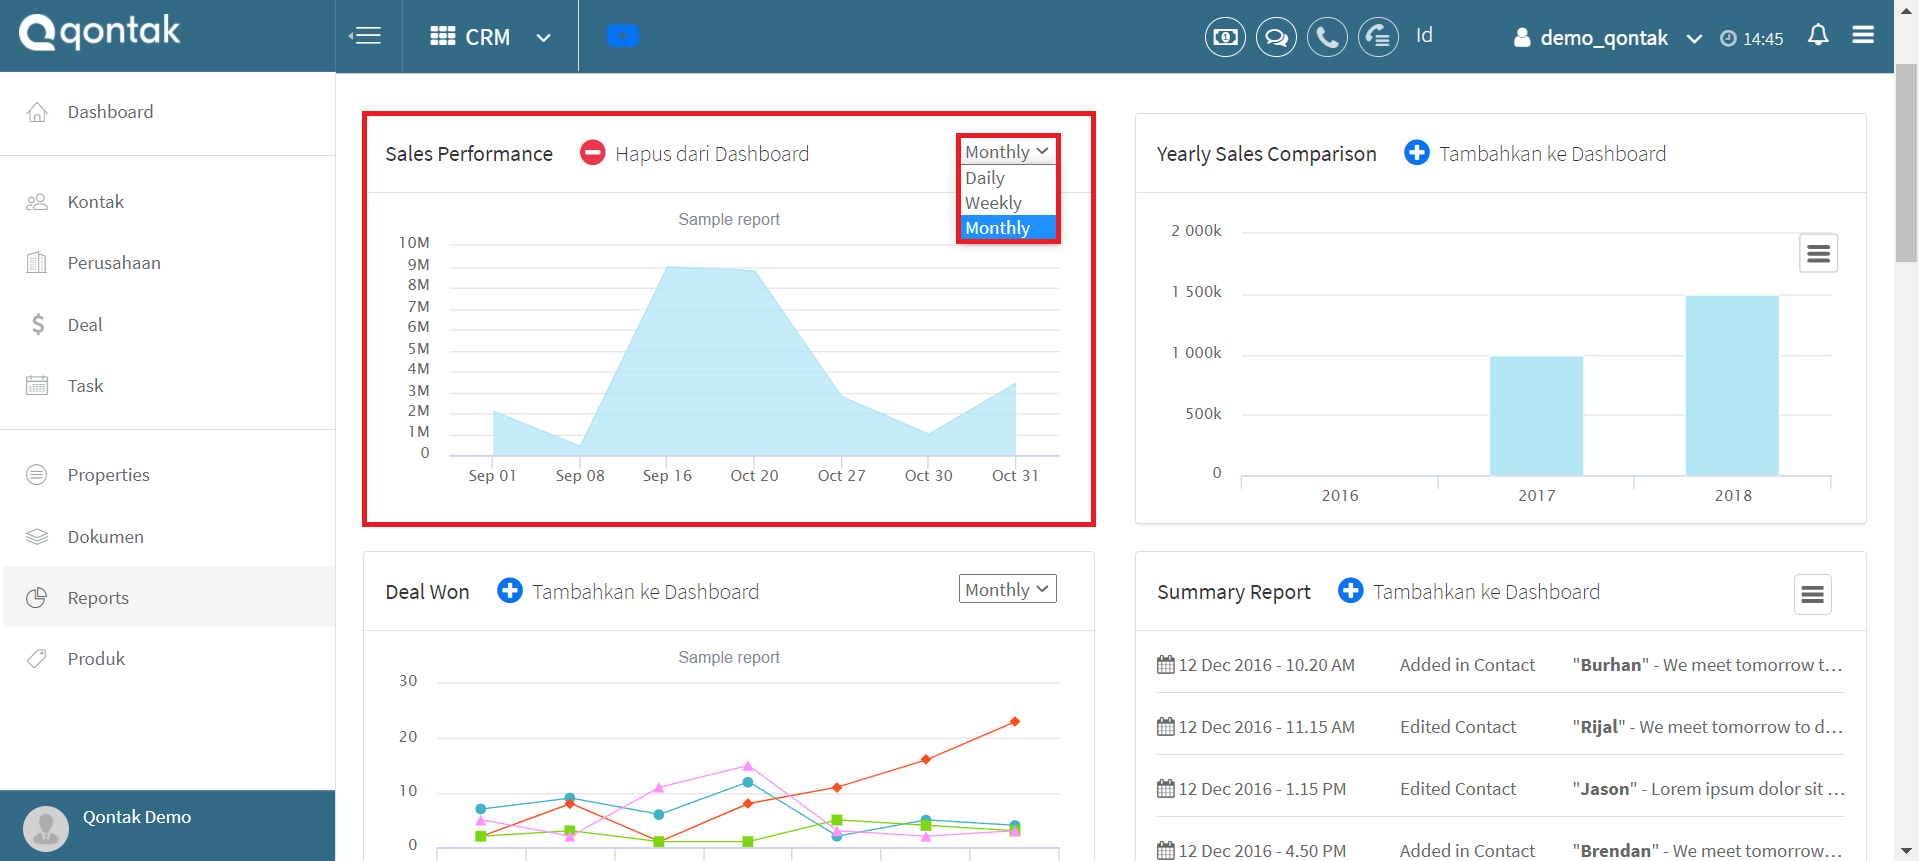 qontak
CRM
Id
demo_qontak
14:45
Dashboard
Kontak
Perusahaan
Deal
Task
Properties
Dokumen
Reports
Produk
Qontak Demo
Sales Performance
Hapus dari Dashboard
Monthly
Daily
Weekly
Monthly
Sample report
10M
9M
8M
7M
6M
5M
4M
3M
2M
1M
0
Sep 01 Sep 08 Sep 16 Oct 20 Oct 27 Oct 30 Oct 31
Yearly Sales Comparison
Tambahkan ke Dashboard
2 000k
1 500k
1 000k
500k
0
2016 2017 2018
Deal Won
Tambahkan ke Dashboard
Monthly
Sample report
30
20
10
0
Summary Report
Tambahkan ke Dashboard
12 Dec 2016 - 10.20 AM Added in Contact "Burhan" - We meet tomorrow t...
12 Dec 2016 - 11.15 AM Edited Contact "Rijal" - We meet tomorrow to d...
12 Dec 2016 - 1.15 PM Edited Contact "Jason" - Lorem ipsum dolor sit ...
12 Dec 2016 - 4.50 PM Added in Contact "Brendan" - We meet tomorrow...